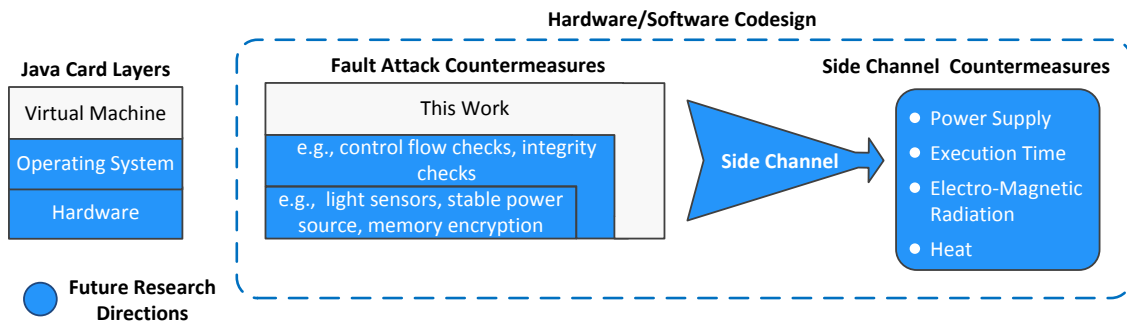 Hardware/Software Codesign
Java Card Layers
Virtual Machine
Operating System
Hardware
Future Research
Directions
Fault Attack Countermeasures
This Work
e.g., control flow checks, integrity
checks
e.g., light sensors, stable power
source, memory encryption
Side Channel
Side Channel Countermeasures
Power Supply
Execution Time
Electro-Magnetic
Radiation
Heat